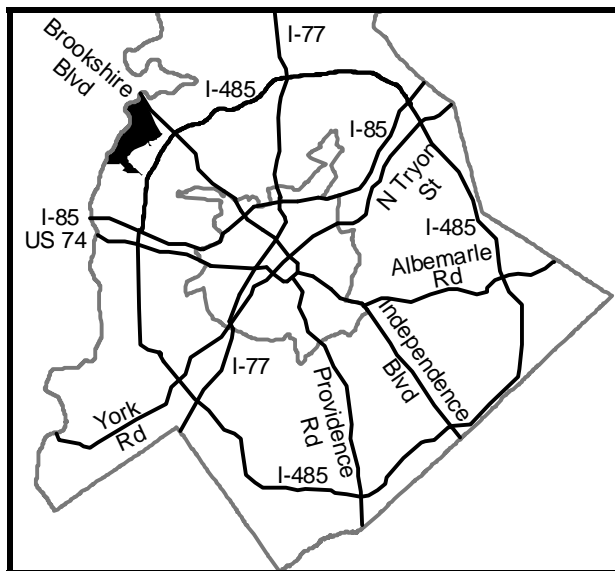 I-77
Brookshire
Blvd
I-485
I-85
N Tryon
St
I-85
US 74
I-485
Albemarle
Rd
Independence
Blvd
I-77
Providence
Rd
York
Rd
I-485